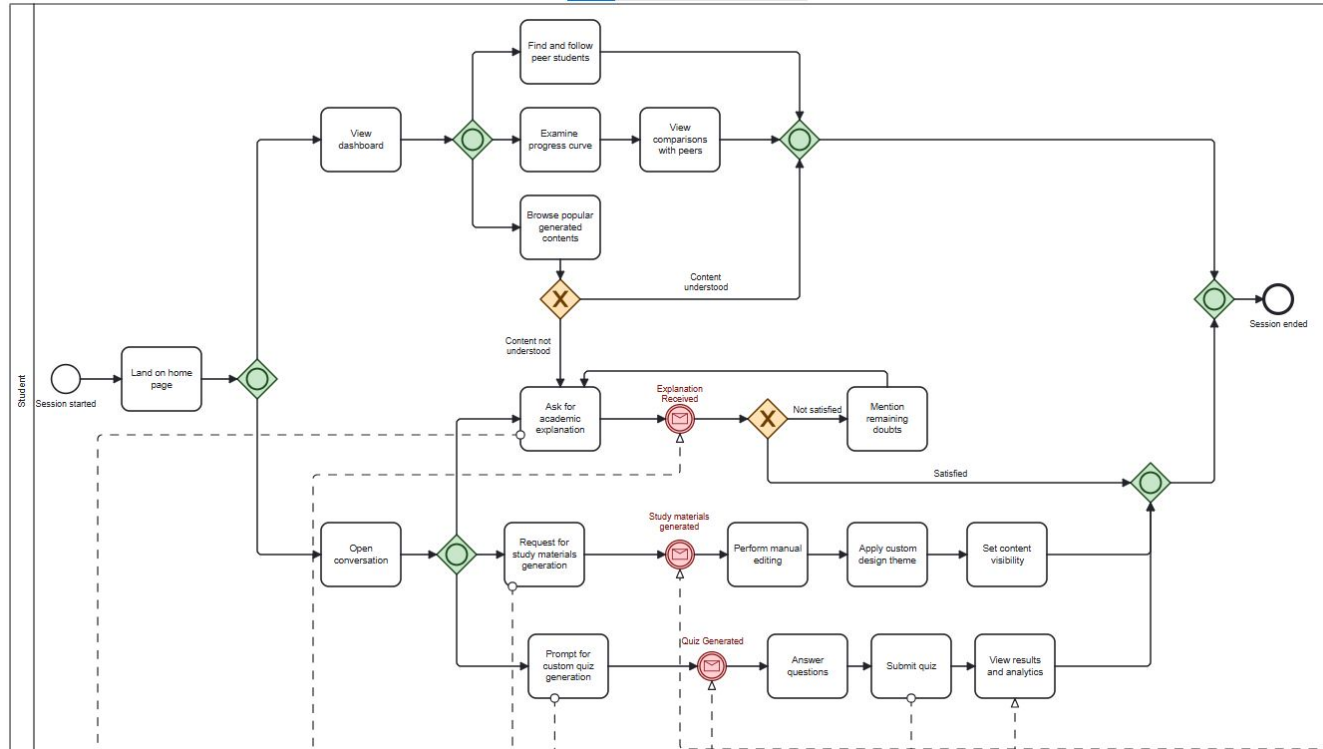 Find and follow
peer students
View
dashboard
Examine
progress curve
View
comparisons
with peers
Browse popular
generated
contents
Content
understood
Content not
understood
Session ended
Student
Session started
Land on home
page
Ask for
academic
explanation
Explanation
Received
Not satisfied
Mention
remaining
doubts
Satisfied
Open
conversation
Request for
study materials
generation
Study materials
generated
Perform manual
editing
Apply custom
design theme
Set content
visibility
Prompt for
custom quiz
generation
Quiz Generated
Answer
questions
Submit quiz
View results
and analytics